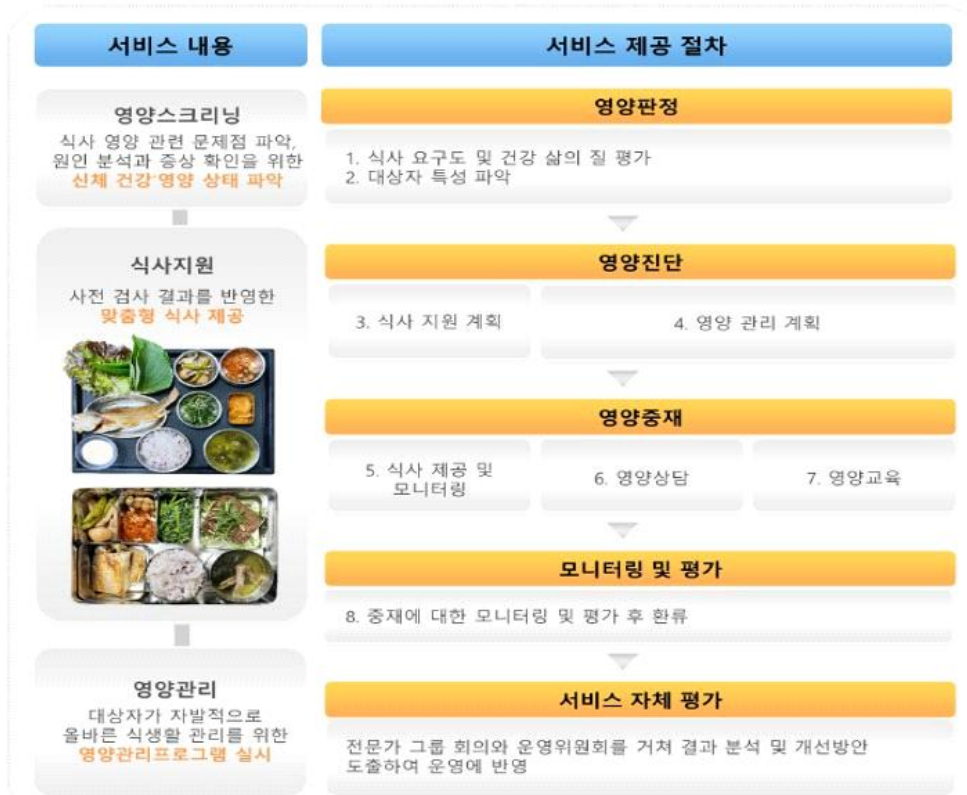 서비스 내용
영양스크리닝
식사 영양 관련 문제점 파악,
원인 분석과 증상 확인을 위한
신체 건강·영양 상태 파악
식사지원
사전 검사 결과를 반영한
맞춤형 식사 제공
영양관리
대상자가 자발적으로
올바른 식생활 관리를 위한
영양관리프로그램 실시
서비스 제공 절차
영양판정
1. 식사 요구도 및 건강 삶의 질 평가
2. 대상자 특성 파악
영양진단
3. 식사 지원 계획
4. 영양 관리 계획
영양중재
5. 식사 제공 및
모니터링
6. 영양상담
7. 영양교육
모니터링 및 평가
8. 중재에 대한 모니터링 및 평가 후 환류
서비스 자체 평가
전문가 그룹 회의와 운영위원회를 거쳐 결과 분석 및 개선방안
도출하여 운영에 반영